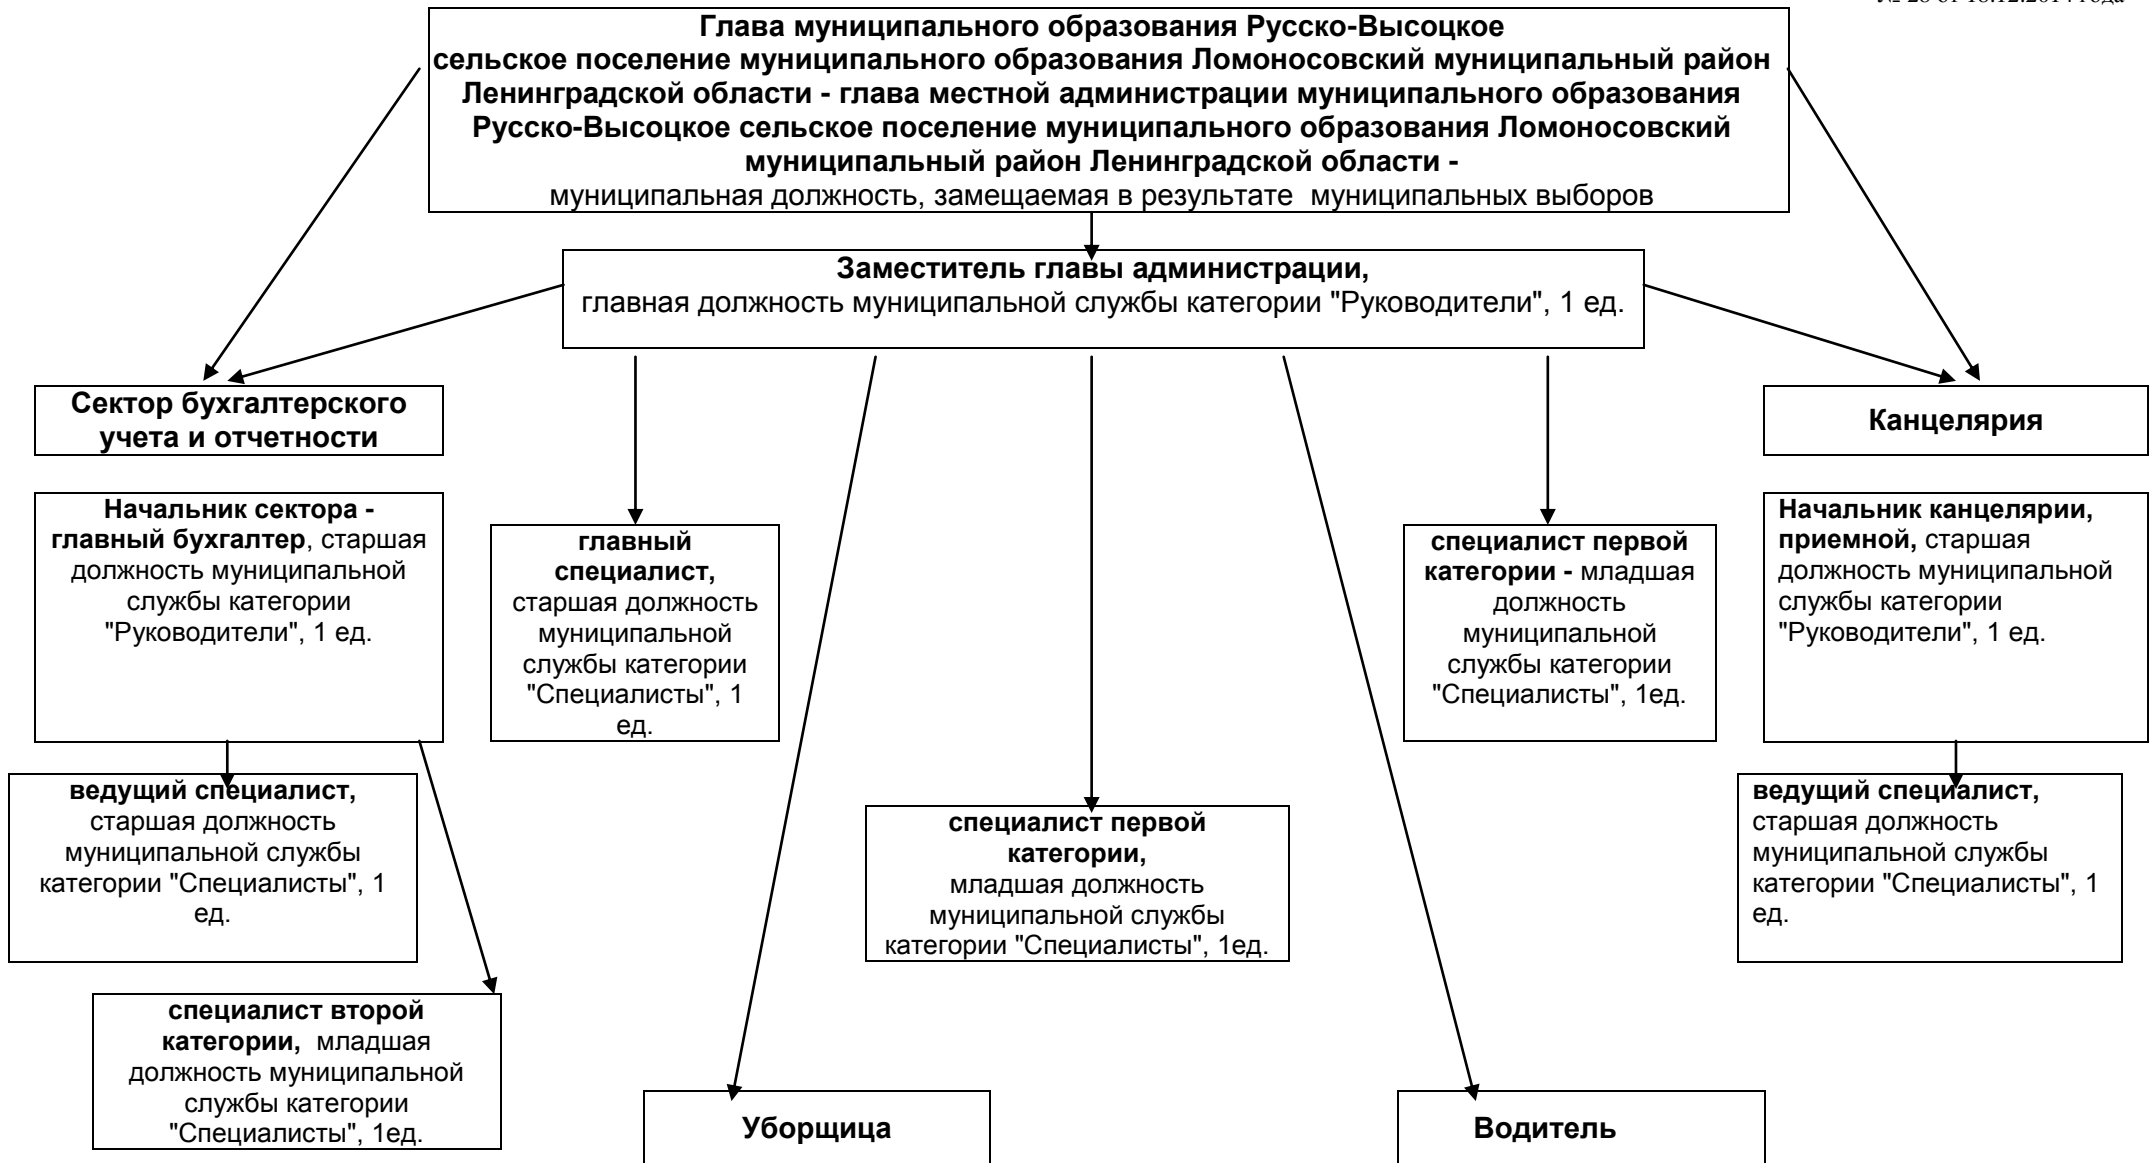 Глава муниципального образования Русско-Высоцкое
сельское поселение муниципального образования Ломоносовский муниципальный район
Ленинградской области - глава местной администрации муниципального образования
Русско-Высоцкое сельское поселение муниципального образования Ломоносовский
муниципальный район Ленинградской области -
муниципальная должность, замещаемая в результате муниципальных выборов
Заместитель главы администрации,
главная должность муниципальной службы категории "Руководители", 1 ед.
Сектор бухгалтерского
учета и отчетности
Канцелярия
Начальник сектора -
главный бухгалтер, старшая
должность муниципальной
службы категории
"Руководители", 1 ед.
главный
специалист,
старшая должность
муниципальной
службы категории
"Специалисты", 1
ед.
специалист первой
категории - младшая
должность
муниципальной
службы категории
"Специалисты", 1ед.
Начальник канцелярии,
приемной, старшая
должность муниципальной
службы категории
"Руководители", 1 ед.
ведущий специалист,
старшая должность
муниципальной службы
категории "Специалисты", 1
ед.
специалист первой
категории,
младшая должность
муниципальной службы
категории "Специалисты", 1ед.
ведущий специалист,
старшая должность
муниципальной службы
категории "Специалисты", 1
ед.
специалист второй
категории, младшая
должность муниципальной
службы категории
"Специалисты", 1ед.
Уборщица
Водитель